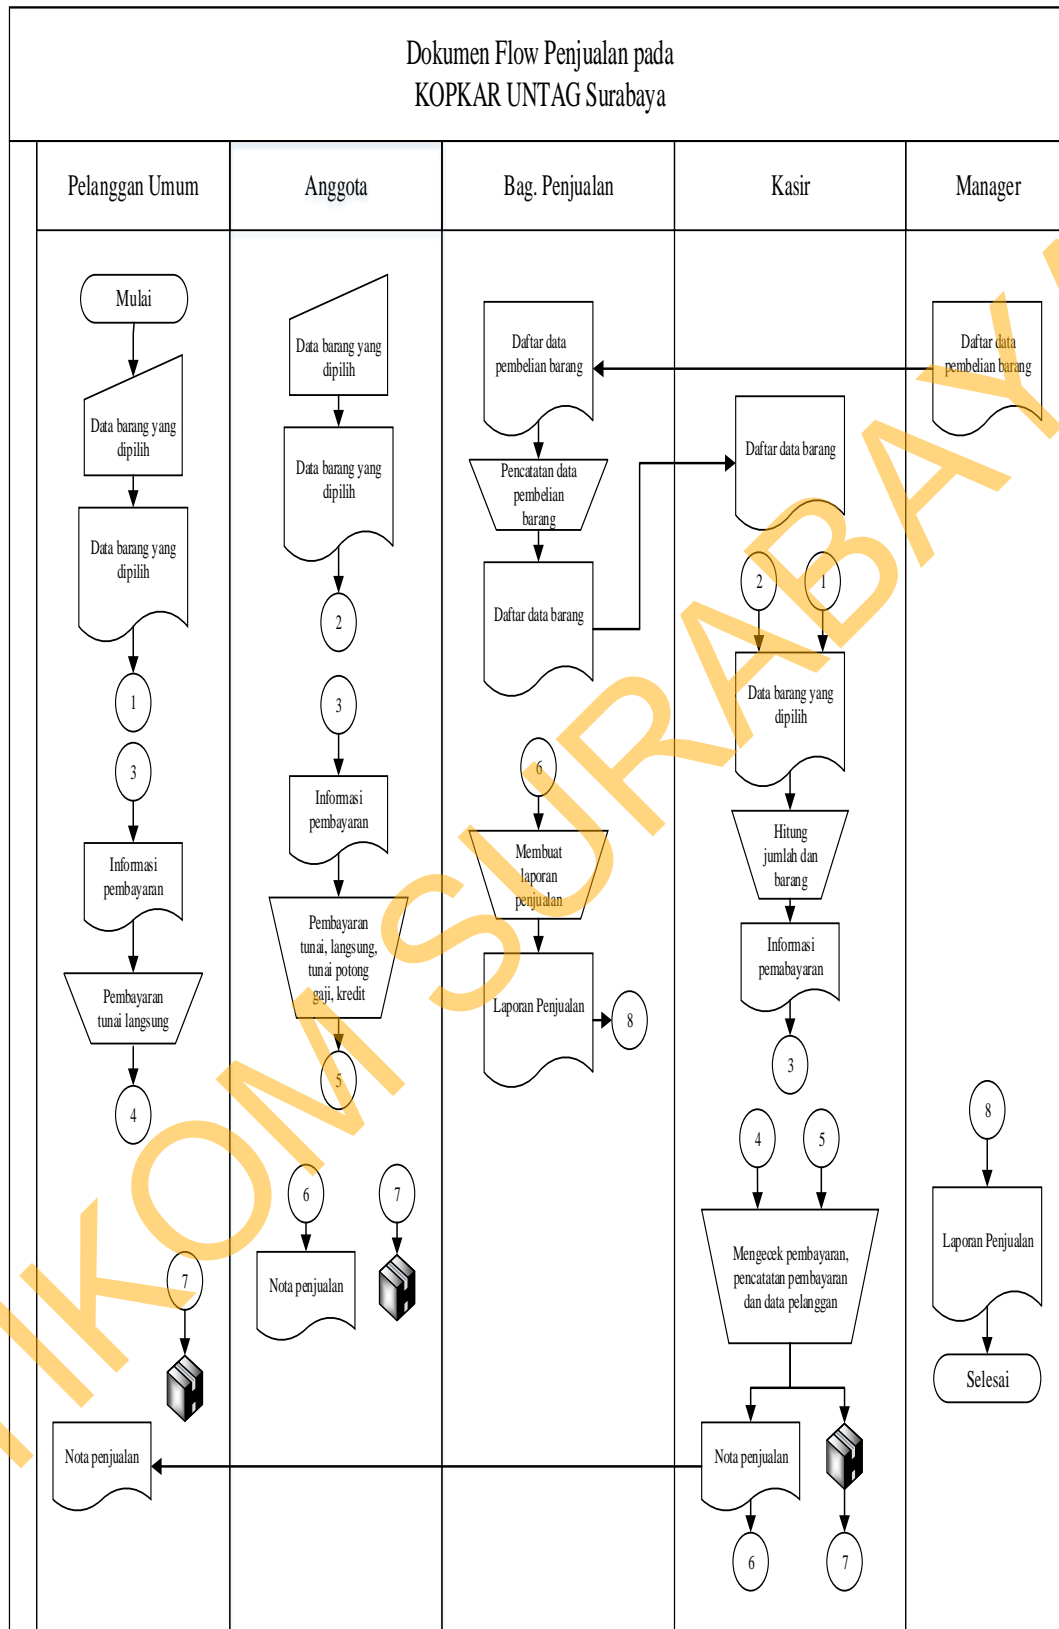 Dokumen Flow Penjualan pada
KOPKAR UNTAG Surabaya
Pelanggan Umum
Anggota
Bag. Penjualan
Kasir
Manager
Mulai
Data barang yang
dipilih
Data barang yang
dipilih
1
3
Informasi
pembayaran
Pembayaran
tunai langsung
4
7
Nota penjualan
Data barang yang
dipilih
Data barang yang
dipilih
2
3
Informasi
pembayaran
Pembayaran
tunai, langsung,
tunai potong
gaji, kredit
5
6
7
Nota penjualan
Daftar data
pembelian barang
Pencatatan data
pembelian
barang
Daftar data barang
6
Membuat
laporan
penjualan
Laporan Penjualan
8
Daftar data barang
2
1
Data barang yang
dipilih
Hitung
jumlah dan
barang
Informasi
pemabayaran
3
4
5
Mengecek pembayaran,
pencatatan pembayaran
dan data pelanggan
Nota penjualan
6
7
Daftar data
pembelian barang
8
Laporan Penjualan
Selesai
IKOM SURABAYA